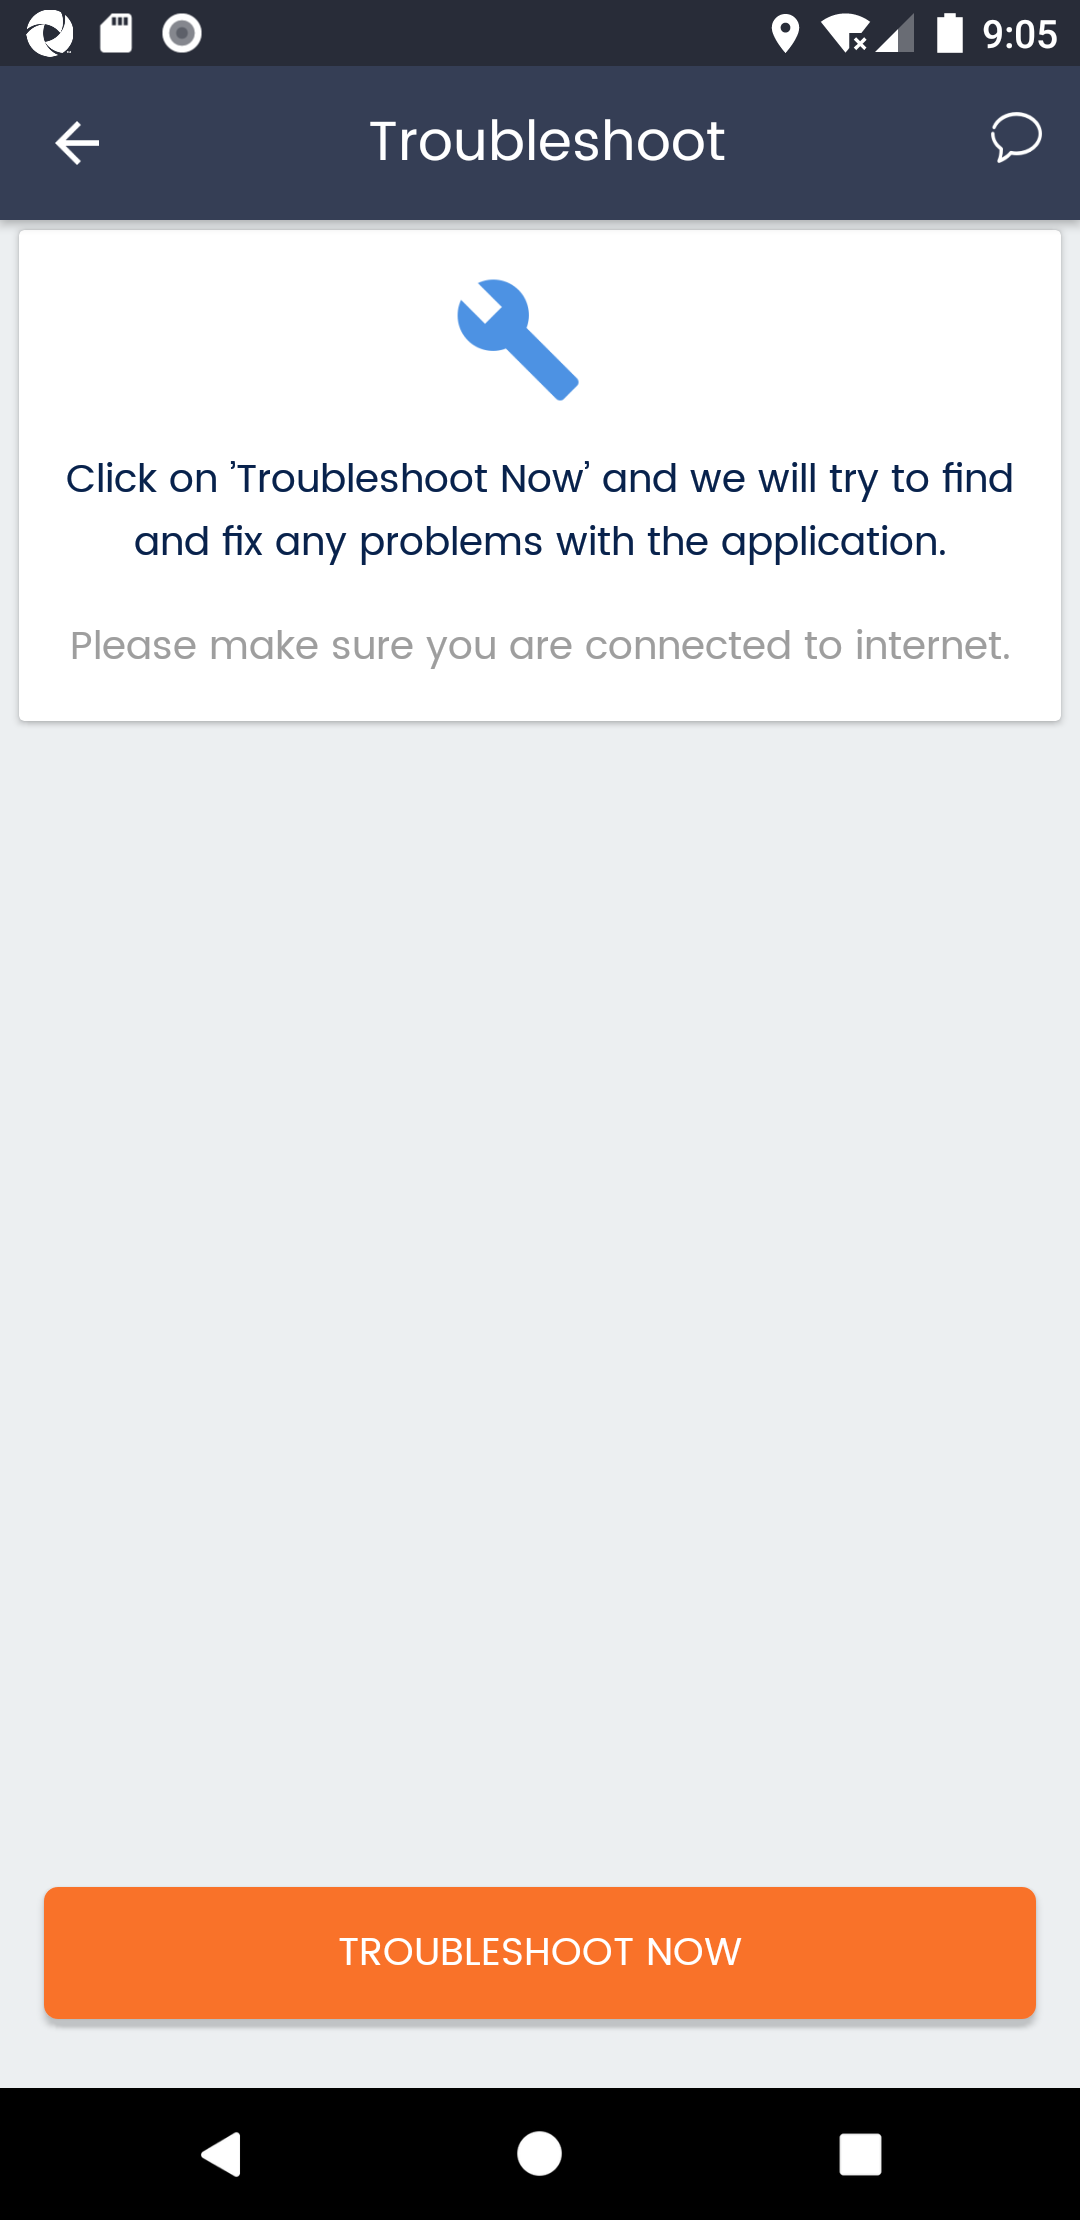 9:05
Troubleshoot
Click on 'Troubleshoot Now' and we will try to find
and fix any problems with the application.
Please make sure you are connected to internet.
TROUBLESHOOT NOW